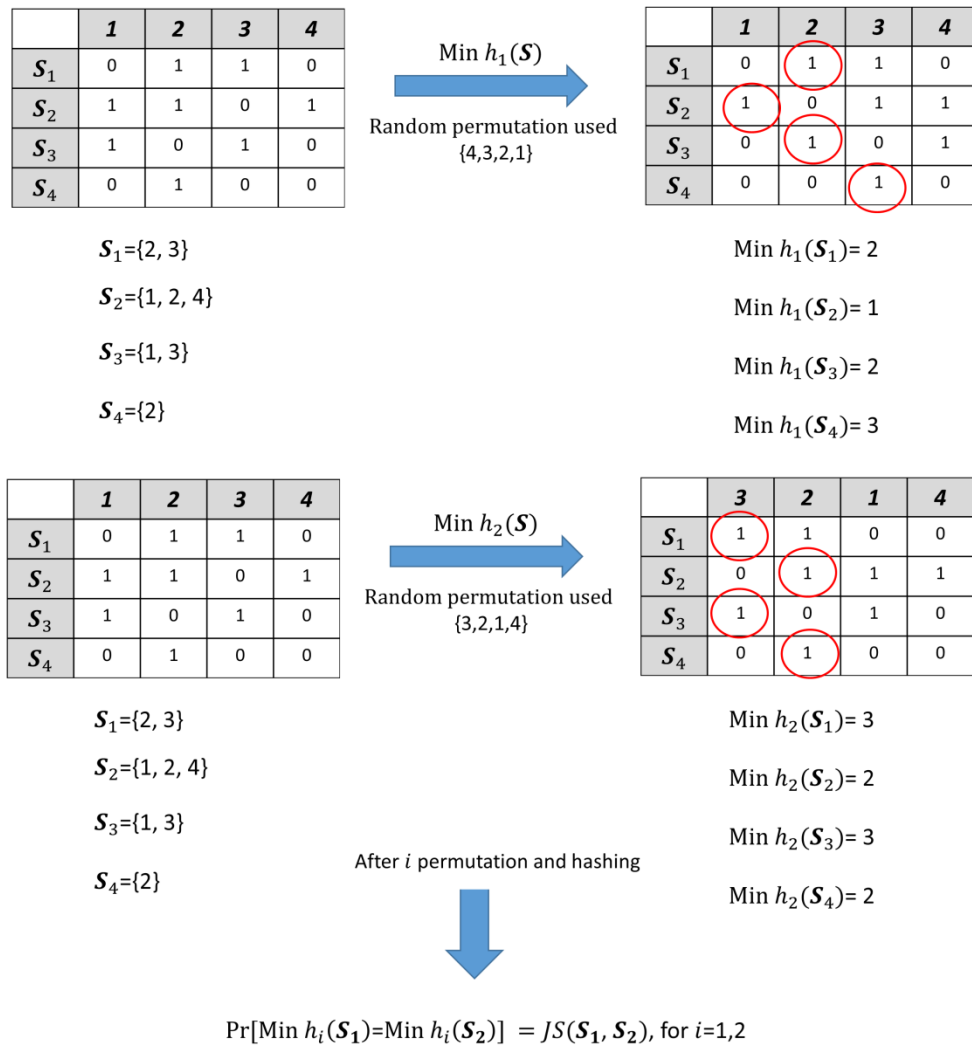 1 2 3 4
S₁ 0 1 1 0
S₂ 1 1 0 1
S₃ 1 0 1 0
S₄ 0 1 0 0
Min h₁(S)
Random permutation used
{4,3,2,1}
1 2 3 4
S₁ 0 1 1 0
S₂ 1 0 1 1
S₃ 0 1 0 1
S₄ 0 0 1 0
S₁={2, 3}
S₂={1, 2, 4}
S₃={1, 3}
S₄={2}
Min h₁(S₁)= 2
Min h₁(S₂)= 1
Min h₁(S₃)= 2
Min h₁(S₄)= 3
1 2 3 4
S₁ 0 1 1 0
S₂ 1 1 0 1
S₃ 1 0 1 0
S₄ 0 1 0 0
Min h₂(S)
Random permutation used
{3,2,1,4}
3 2 1 4
S₁ 1 1 0 0
S₂ 0 1 1 1
S₃ 1 0 1 0
S₄ 0 1 0 0
S₁={2, 3}
S₂={1, 2, 4}
S₃={1, 3}
S₄={2}
Min h₂(S₁)= 3
Min h₂(S₂)= 2
Min h₂(S₃)= 3
Min h₂(S₄)= 2
After i permutation and hashing
Pr[Min hᵢ(S₁)=Min hᵢ(S₂)] = JS(S₁, S₂), for i=1,2